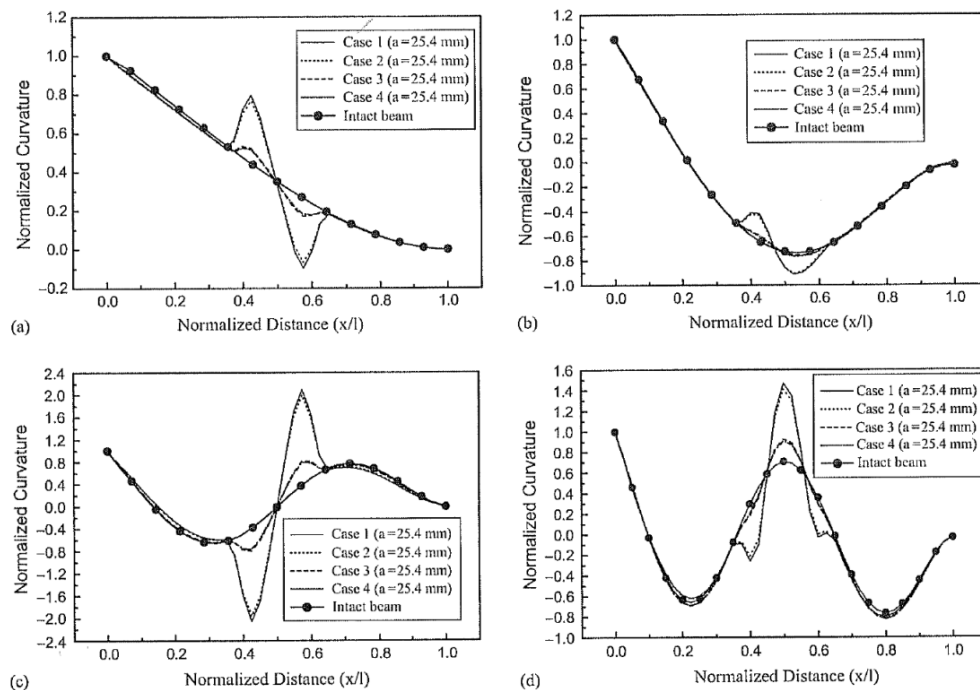 1.2
1.0
0.8
0.6
0.4
0.2
0.0
−0.2
Normalized Curvature
Case 1 (a=25.4 mm)
Case 2 (a=25.4 mm)
Case 3 (a=25.4 mm)
Case 4 (a=25.4 mm)
Intact beam
0.0 0.2 0.4 0.6 0.8 1.0
(a)
Normalized Distance (x/l)
1.2
1.0
0.8
0.6
0.4
0.2
0.0
−0.2
−0.4
−0.6
−0.8
−1.0
Normalized Curvature
Case 1 (a=25.4 mm)
Case 2 (a=25.4 mm)
Case 3 (a=25.4 mm)
Case 4 (a=25.4 mm)
Intact beam
0.0 0.2 0.4 0.6 0.8 1.0
(b)
Normalized Distance (x/l)
2.4
2.0
1.6
1.2
0.8
0.4
0.0
−0.4
−0.8
−1.2
−1.6
−2.0
−2.4
Normalized Curvature
Case 1 (a=25.4 mm)
Case 2 (a=25.4 mm)
Case 3 (a=25.4 mm)
Case 4 (a=25.4 mm)
Intact beam
0.0 0.2 0.4 0.6 0.8 1.0
(c)
Normalized Distance (x/l)
1.6
1.4
1.2
1.0
0.8
0.6
0.4
0.2
0.0
−0.2
−0.4
−0.6
−0.8
−1.0
Normalized Curvature
Case 1 (a=25.4 mm)
Case 2 (a=25.4 mm)
Case 3 (a=25.4 mm)
Case 4 (a=25.4 mm)
Intact beam
0.0 0.2 0.4 0.6 0.8 1.0
(d)
Normalized Distance (x/l)